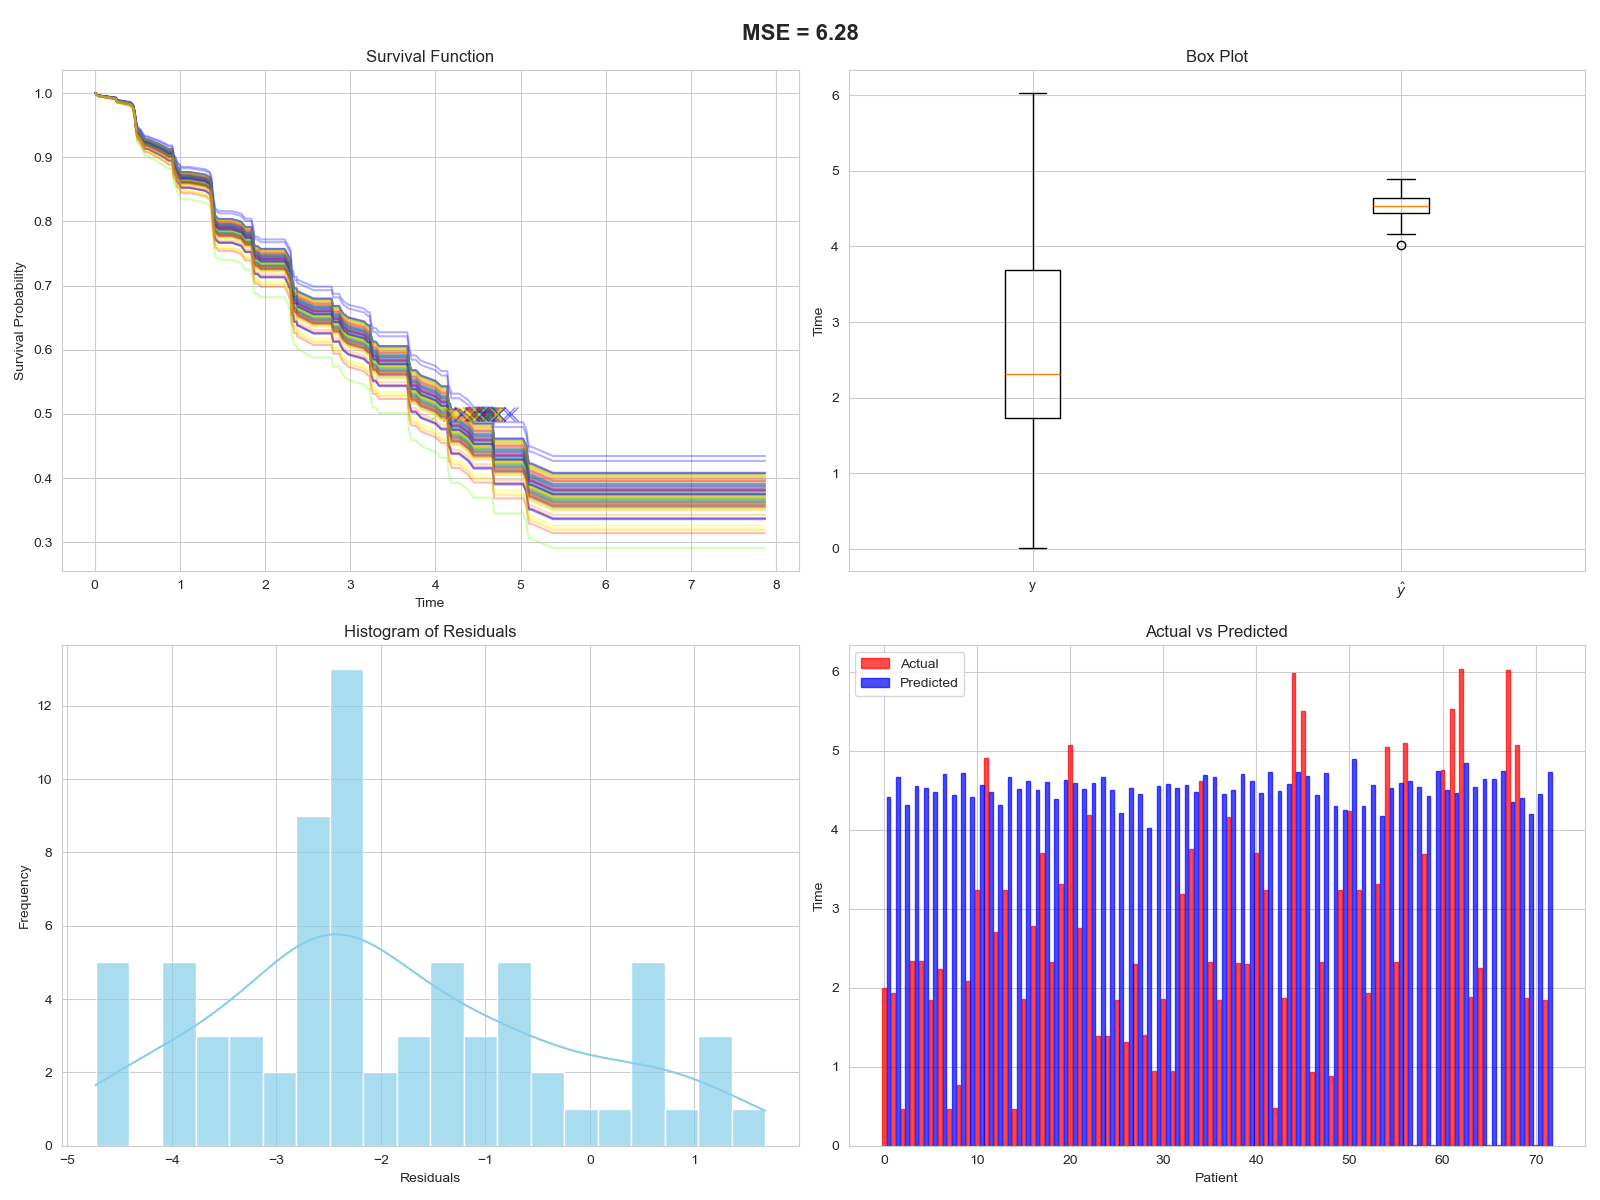 MSE = 6.28
Survival Function
1.0
0.9
0.8
0.7
0.6
0.5
0.4
0.3
Survival Probability
0 1 2 3 4 5 6 7 8
Time
Box Plot
6
5
4
3
2
1
0
Time
y ŷ
Histogram of Residuals
12
10
8
6
4
2
0
Frequency
−5 −4 −3 −2 −1 0 1
Residuals
Actual vs Predicted
Actual
Predicted
6
5
4
3
2
1
0
Time
0 10 20 30 40 50 60 70
Patient